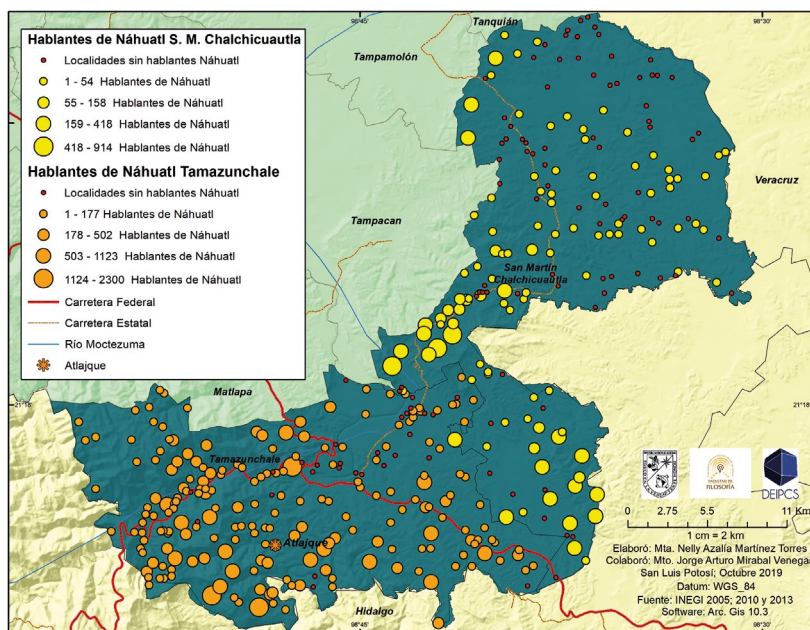 98°45'
98°30'
Tanquián
Hablantes de Náhuatl S. M. Chalchicuautla
Localidades sin hablantes Náhuatl
1 - 54 Hablantes de Náhuatl
55 - 158 Hablantes de Náhuatl
159 - 418 Hablantes de Náhuatl
418 - 914 Hablantes de Náhuatl
Hablantes de Náhuatl Tamazunchale
Localidades sin hablantes Náhuatl
1 - 177 Hablantes de Náhuatl
178 - 502 Hablantes de Náhuatl
503 - 1123 Hablantes de Náhuatl
1124 - 2300 Hablantes de Náhuatl
Carretera Federal
Carretera Estatal
Río Moctezuma
Atlajque
Tampamolón
Veracruz
Tampacan
San Martín
Chalchicuautla
Matlapa
21°18'
21°18'
Tamazunchale
Atlajque
Hidalgo
FACULTAD DE
FILOSOFÍA
DEIPCS
0 2.75 5.5 11 Km
1 cm = 2 km
Elaboró: Mta. Nelly Azalía Martínez Torres
Colaboró: Mto. Jorge Arturo Mirabal Venegas
San Luis Potosí; Octubre 2019
Datum: WGS_84
Fuente: INEGI 2005; 2010 y 2013
Software: Arc. Gis 10.3
98°45'
98°30'